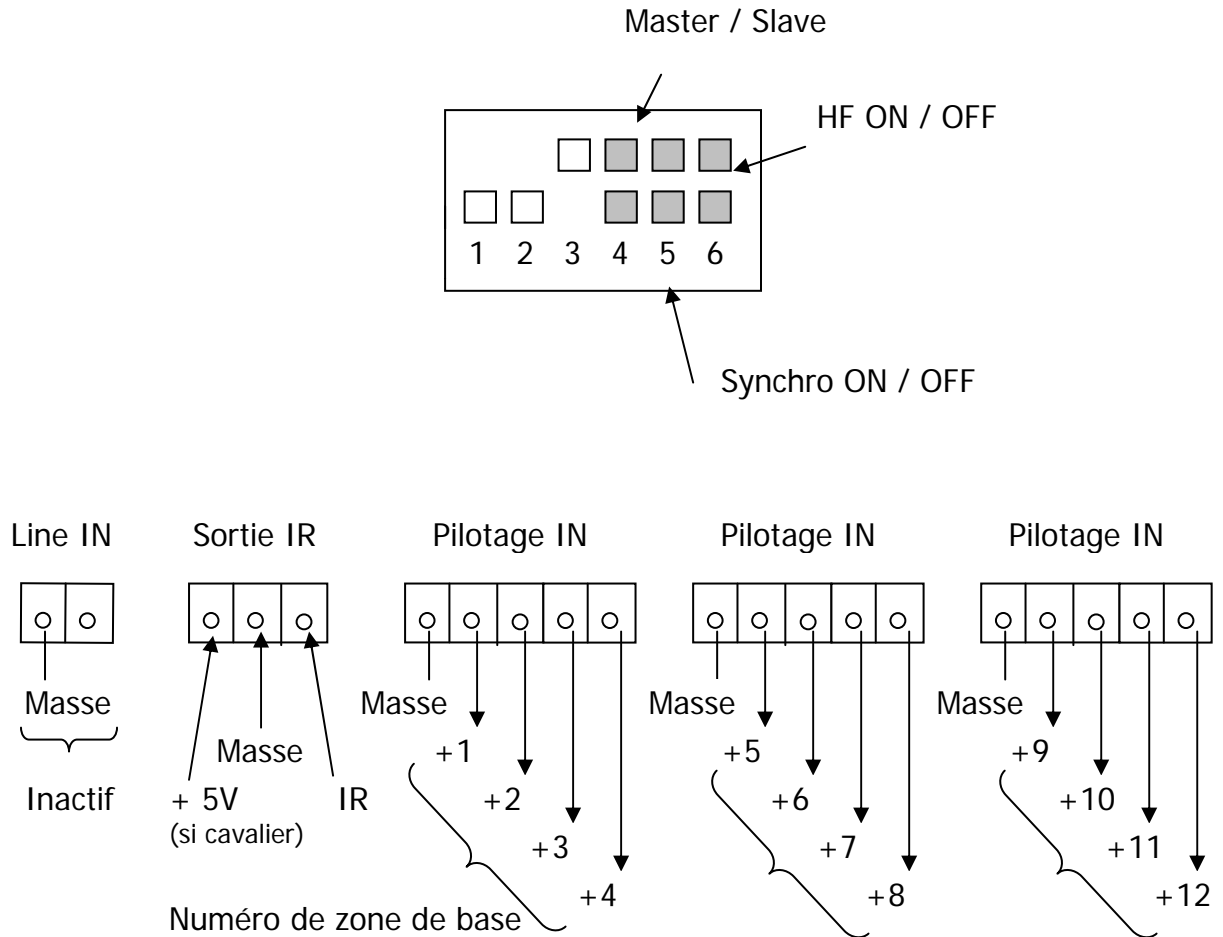 Master / Slave
HF ON / OFF
1 2 3 4 5 6
Synchro ON / OFF
Line IN Sortie IR Pilotage IN Pilotage IN Pilotage IN
Masse Masse Masse Masse
Masse +1 +5 +9
Inactif + 5V IR +2 +6 +10
(si cavalier) +3 +7 +11
+4 +8 +12
Numéro de zone de base